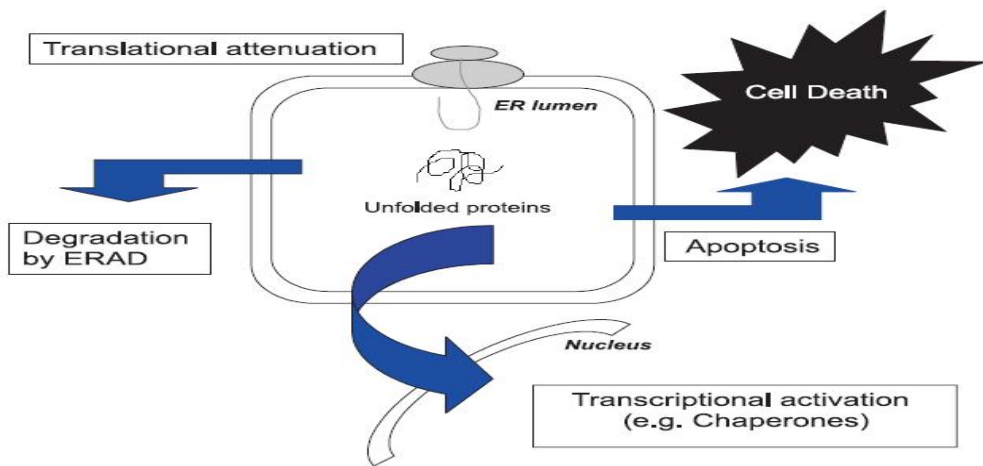 Translational attenuation
ER lumen
Cell Death
Unfolded proteins
Degradation
by ERAD
Apoptosis
Nucleus
Transcriptional activation
(e.g. Chaperones)